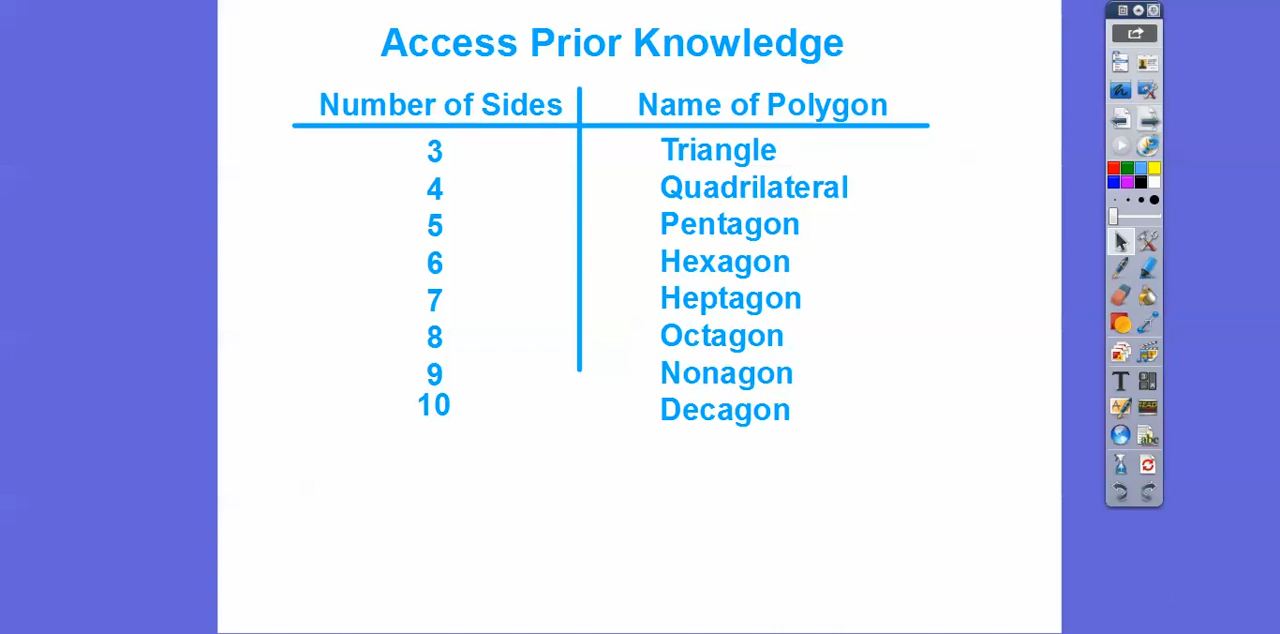 Access Prior Knowledge
Number of Sides Name of Polygon
3 Triangle
4 Quadrilateral
5 Pentagon
6 Hexagon
7 Heptagon
8 Octagon
9 Nonagon
10 Decagon